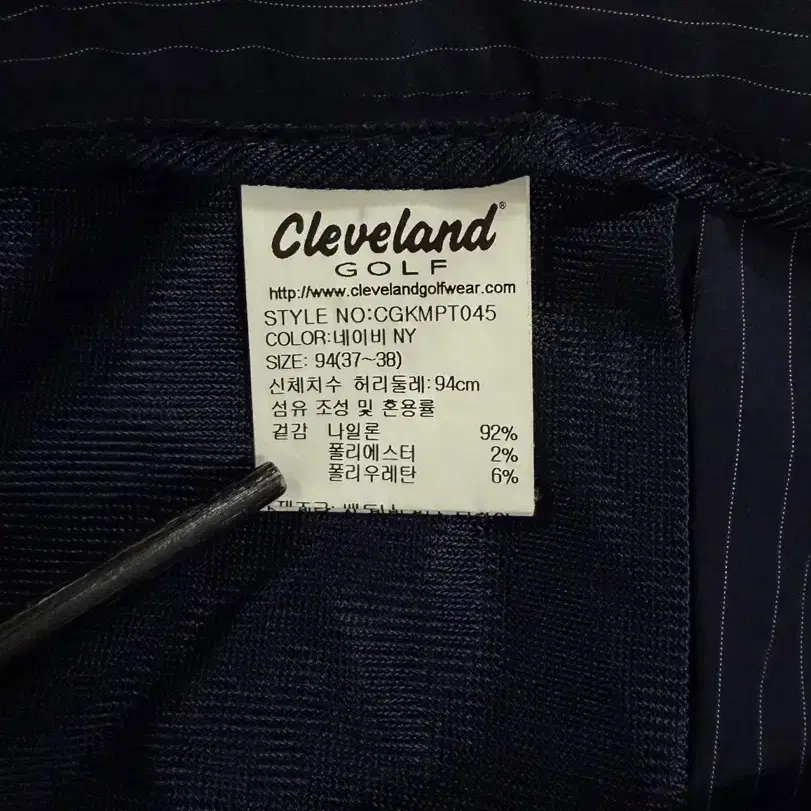 Cleveland®
GOLF
http://www.clevelandgolfwear.com
STYLE NO:CGKMPT045
COLOR:네이비 NY
SIZE: 94(37~38)
신체치수 허리둘레:94cm
섬유 조성 및 혼용률
겉감 나일론 92%
폴리에스터 2%
폴리우레탄 6%